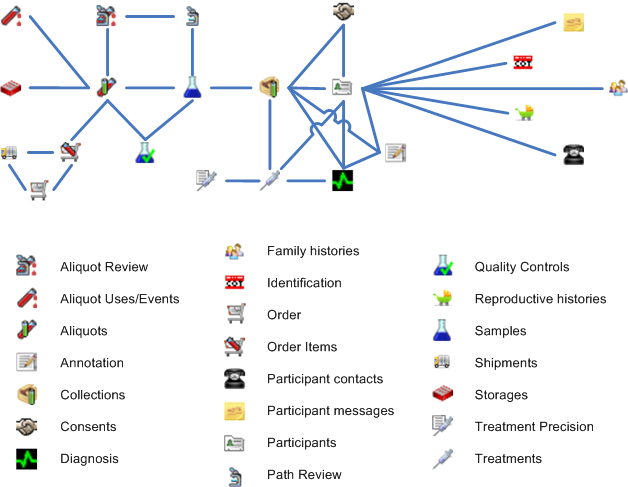 Aliquot Review
Aliquot Uses/Events
Aliquots
Annotation
Collections
Consents
Diagnosis
Family histories
Identification
Order
Order Items
Participant contacts
Participant messages
Participants
Path Review
Quality Controls
Reproductive histories
Samples
Shipments
Storages
Treatment Precision
Treatments